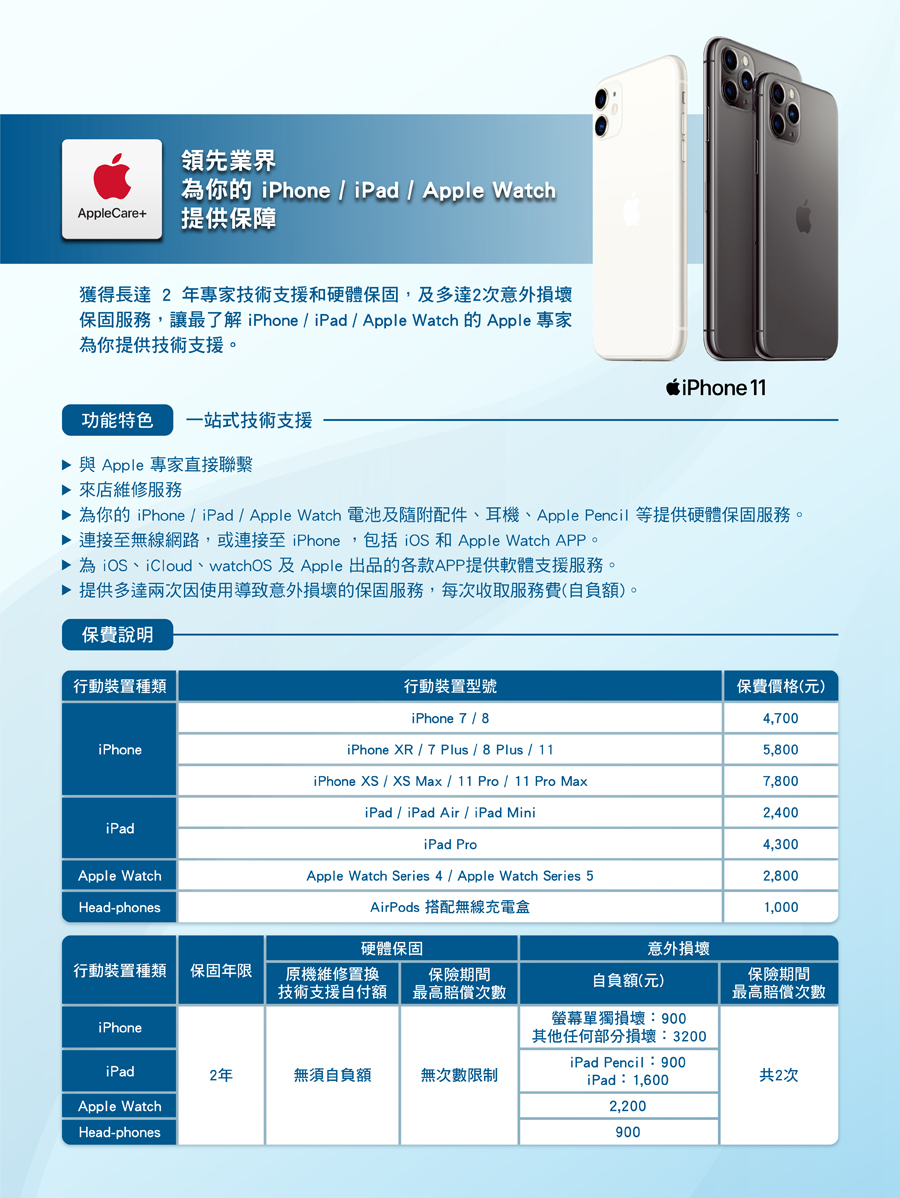 AppleCare+
領先業界
為你的 iPhone / iPad / Apple Watch
提供保障
獲得長達 2 年專家技術支援和硬體保固，及多達2次意外損壞
保固服務，讓最了解 iPhone / iPad / Apple Watch 的 Apple 專家
為你提供技術支援。
iPhone 11
功能特色 一站式技術支援
▶ 與 Apple 專家直接聯繫
▶ 來店維修服務
▶ 為你的 iPhone / iPad / Apple Watch 電池及隨附配件、耳機、Apple Pencil 等提供硬體保固服務。
▶ 連接至無線網路，或連接至 iPhone ，包括 iOS 和 Apple Watch APP。
▶ 為 iOS、iCloud、watchOS 及 Apple 出品的各款APP提供軟體支援服務。
▶ 提供多達兩次因使用導致意外損壞的保固服務，每次收取服務費(自負額)。
保費說明
行動裝置種類 行動裝置型號 保費價格(元)
iPhone
iPhone 7 / 8 4,700
iPhone XR / 7 Plus / 8 Plus / 11 5,800
iPhone XS / XS Max / 11 Pro / 11 Pro Max 7,800
iPad
iPad / iPad Air / iPad Mini 2,400
iPad Pro 4,300
Apple Watch Apple Watch Series 4 / Apple Watch Series 5 2,800
Head-phones AirPods 搭配無線充電盒 1,000
行動裝置種類 保固年限
硬體保固
原機維修置換
技術支援自付額
保險期間
最高賠償次數
意外損壞
自負額(元)
保險期間
最高賠償次數
iPhone
iPad
Apple Watch
Head-phones
2年
無須自負額
無次數限制
螢幕單獨損壞：900
其他任何部分損壞：3200
iPad Pencil：900
iPad：1,600
2,200
900
共2次